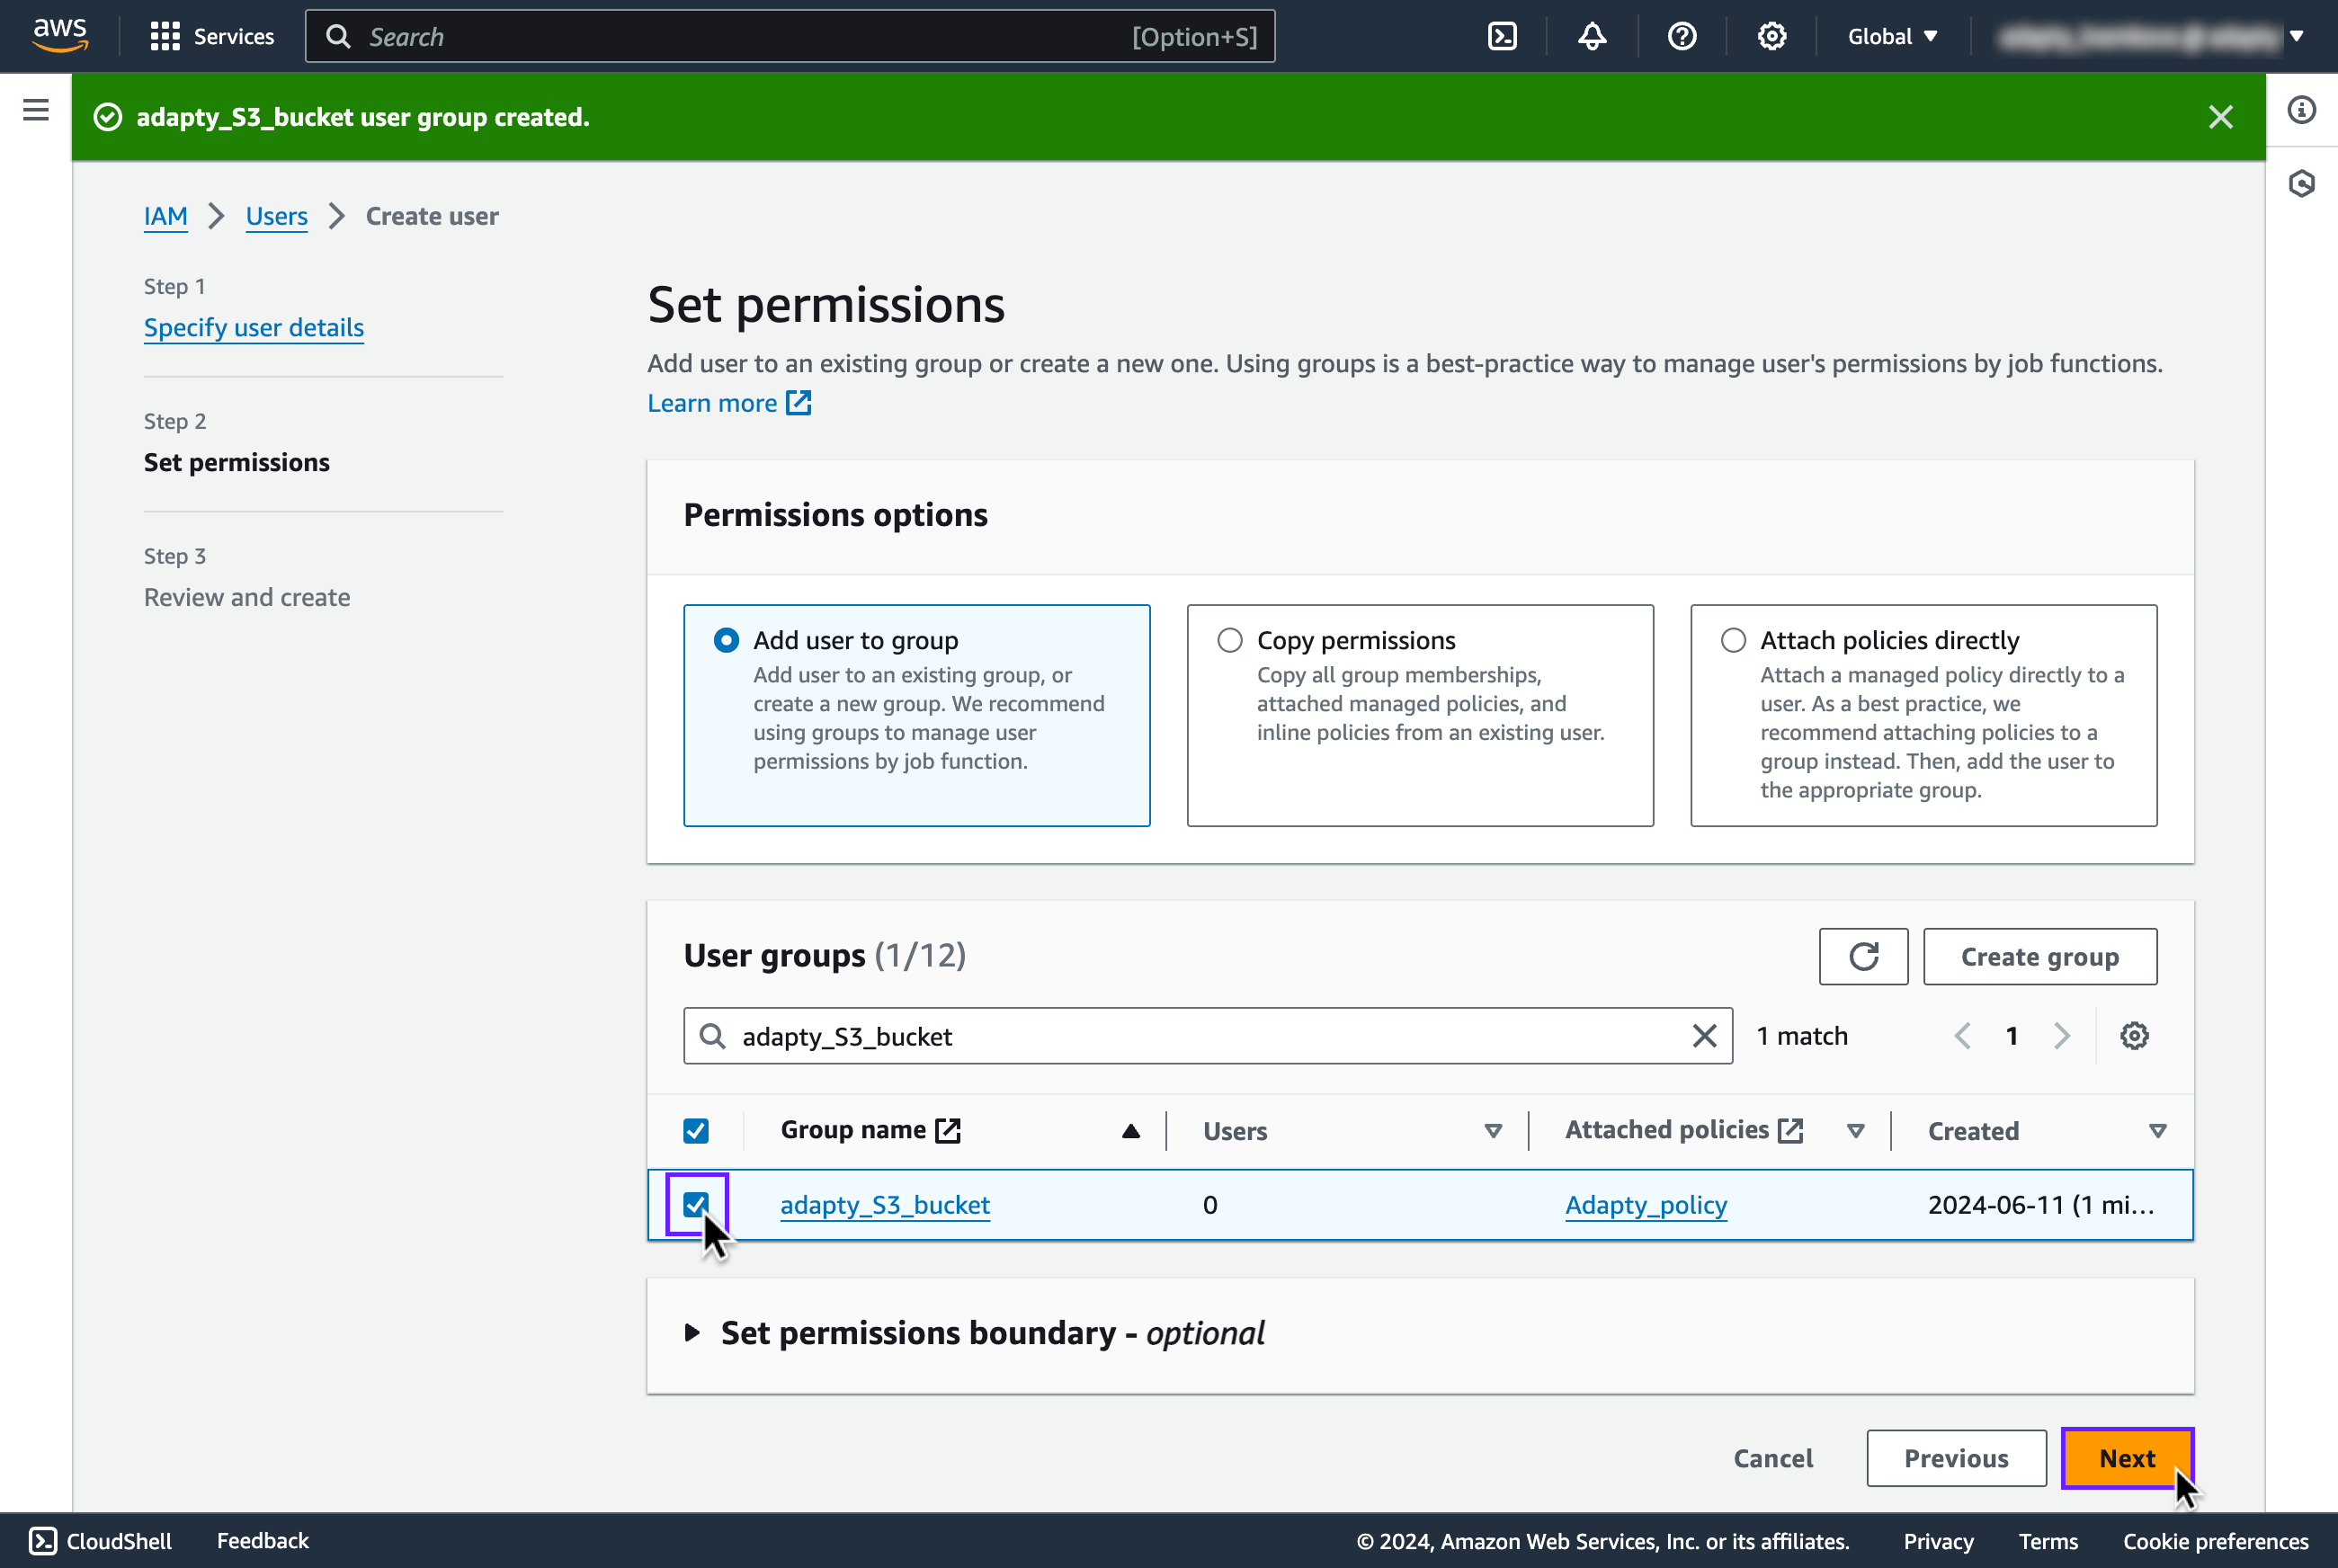 aws
Services
Search
[Option+S]
Global
adapty_S3_bucket user group created.
IAM
Users
Create user
Step 1
Specify user details
Step 2
Set permissions
Step 3
Review and create
Set permissions
Add user to an existing group or create a new one. Using groups is a best-practice way to manage user's permissions by job functions.
Learn more
Permissions options
Add user to group
Add user to an existing group, or
create a new group. We recommend
using groups to manage user
permissions by job function.
Copy permissions
Copy all group memberships,
attached managed policies, and
inline policies from an existing user.
Attach policies directly
Attach a managed policy directly to a
user. As a best practice, we
recommend attaching policies to a
group instead. Then, add the user to
the appropriate group.
User groups (1/12)
Create group
adapty_S3_bucket
1 match
1
Group name
Users
Attached policies
Created
adapty_S3_bucket
0
Adapty_policy
2024-06-11 (1 mi...
Set permissions boundary - optional
Cancel
Previous
Next
CloudShell
Feedback
© 2024, Amazon Web Services, Inc. or its affiliates.
Privacy
Terms
Cookie preferences